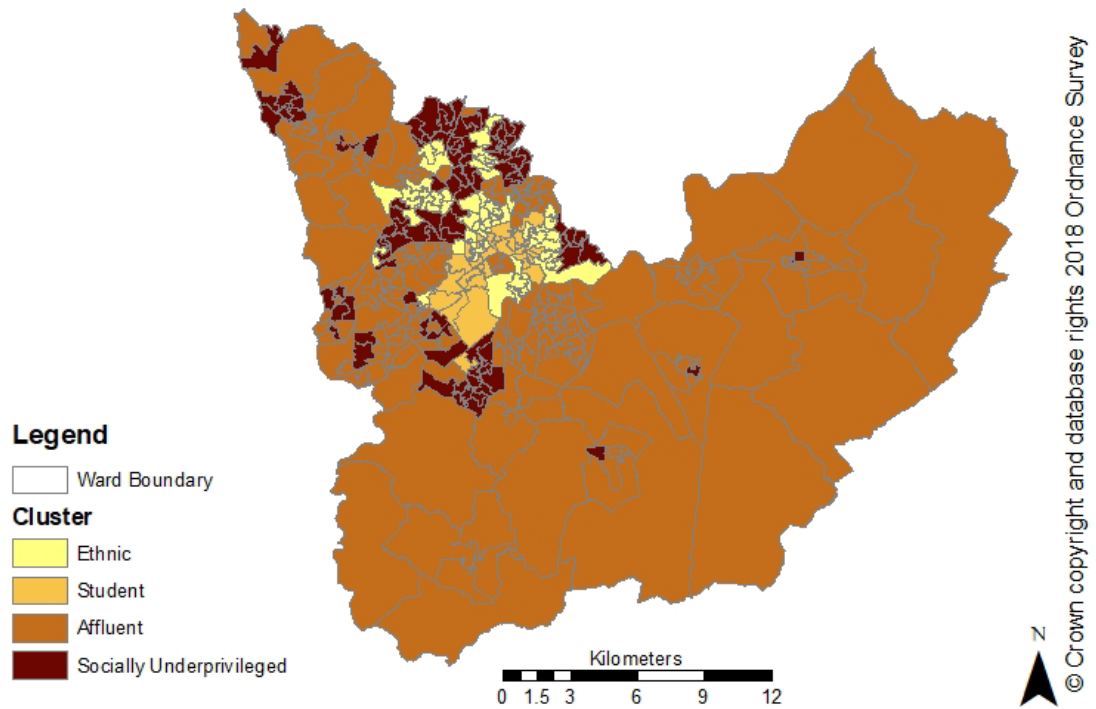 Legend
Ward Boundary
Cluster
Ethnic
Student
Affluent
Socially Underprivileged
Kilometers
0 1.5 3 6 9 12
N
© Crown copyright and database rights 2018 Ordnance Survey